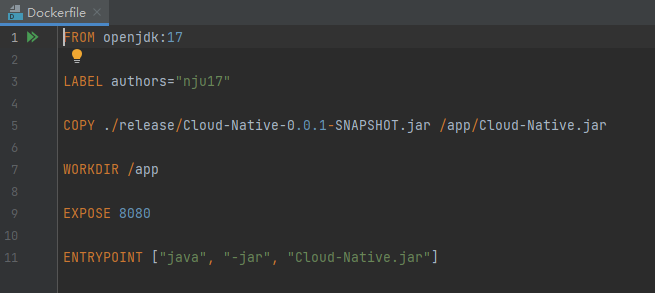 Dockerfile
1 FROM openjdk:17
2
3 LABEL authors="nju17"
4
5 COPY ./release/Cloud-Native-0.0.1-SNAPSHOT.jar /app/Cloud-Native.jar
6
7 WORKDIR /app
8
9 EXPOSE 8080
10
11 ENTRYPOINT ["java", "-jar", "Cloud-Native.jar"]